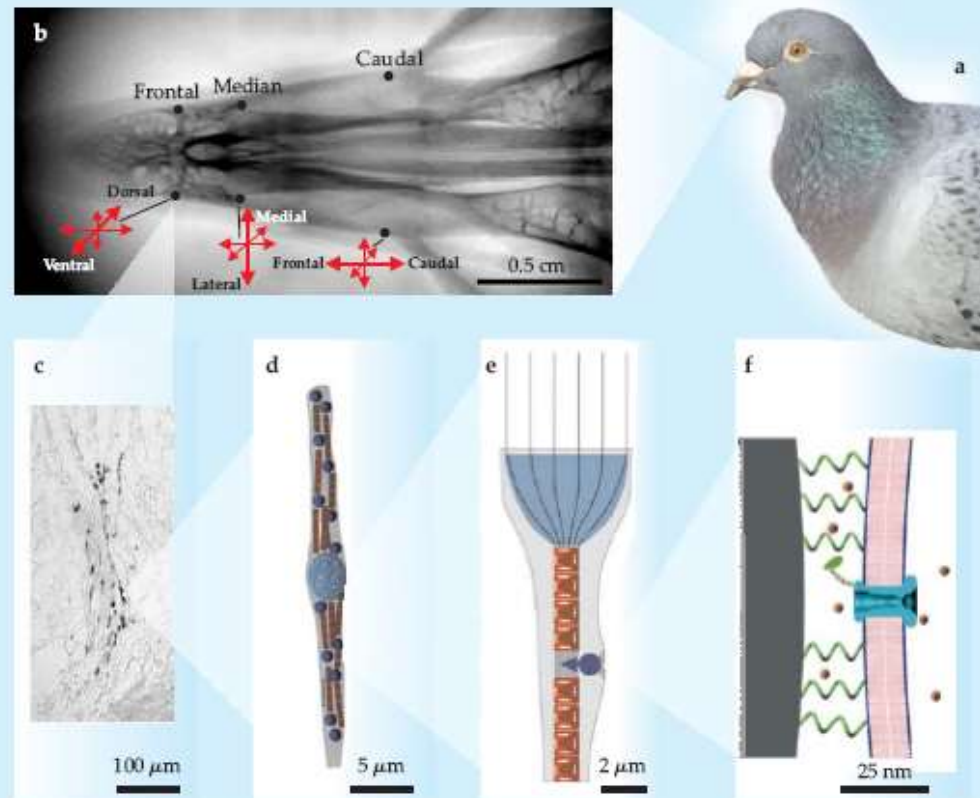 b
a
Caudal
Frontal Median
Dorsal
Medial
Ventral
Frontal Caudal
Lateral
0.5 cm
c
d
e
f
100 μm
5 μm
2 μm
25 nm